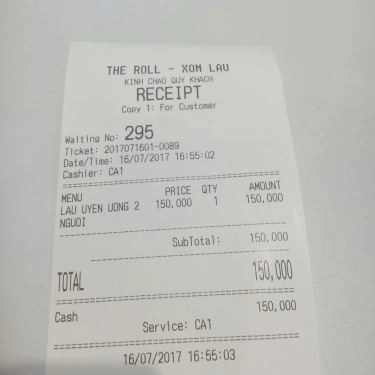 THE ROLL - XOM LAU
KINH CHAO QUY KHACH
RECEIPT
Copy 1: For Customer
Waiting No: 295
Ticket: 2017071601-0089
Date/Time: 16/07/2017 16:55:02
Cashier: CA1
MENU PRICE QTY AMOUNT
LAU UYEN UONG 2 150,000 1 150,000
NGUOI
SubTotal: 150,000
TOTAL 150,000
Cash 150,000
Service: CA1
16/07/2017 16:55:03